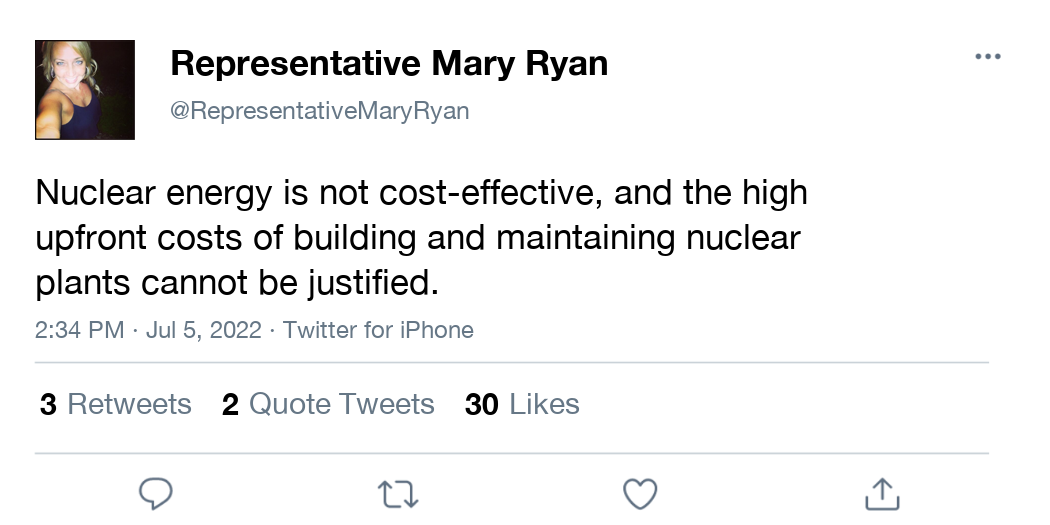 Representative Mary Ryan
@RepresentativeMaryRyan
Nuclear energy is not cost-effective, and the high
upfront costs of building and maintaining nuclear
plants cannot be justified.
2:34 PM · Jul 5, 2022 · Twitter for iPhone
3 Retweets 2 Quote Tweets 30 Likes